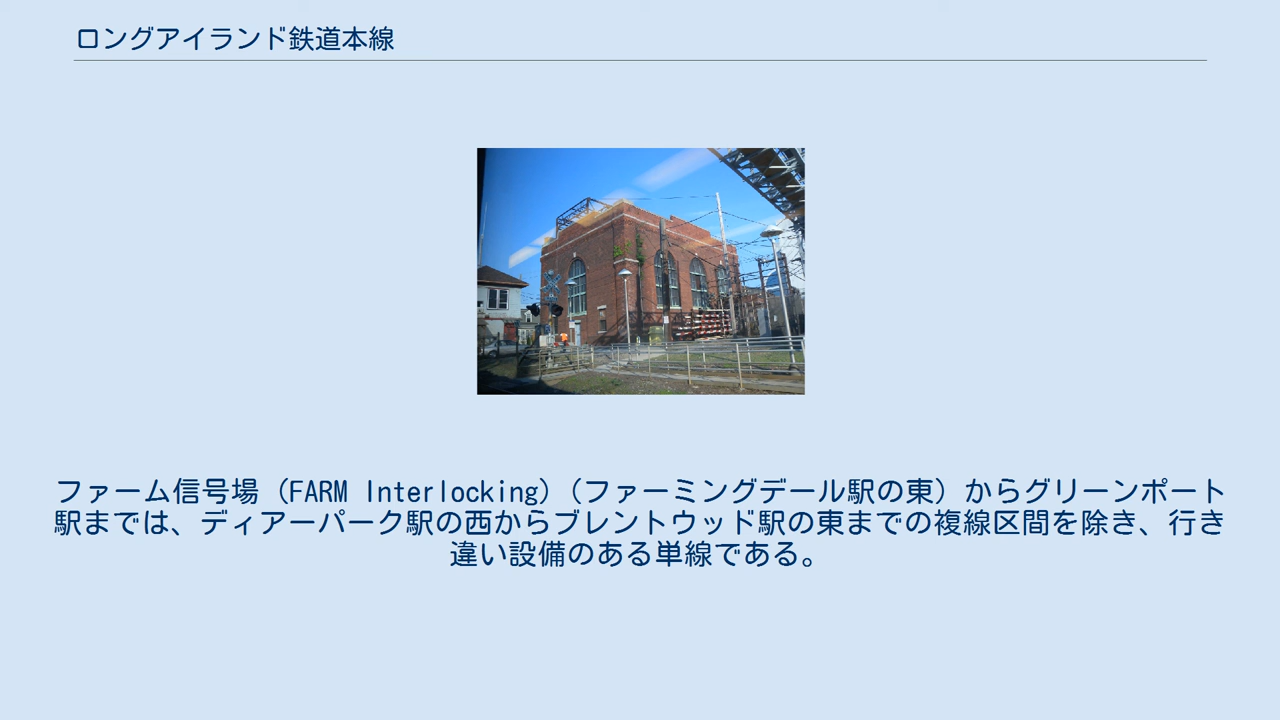 ロングアイランド鉄道本線
ファーム信号場（FARM Interlocking）（ファーミングデール駅の東）からグリーンポート
駅までは、ディアーパーク駅の西からブレントウッド駅の東までの複線区間を除き、行き
違い設備のある単線である。